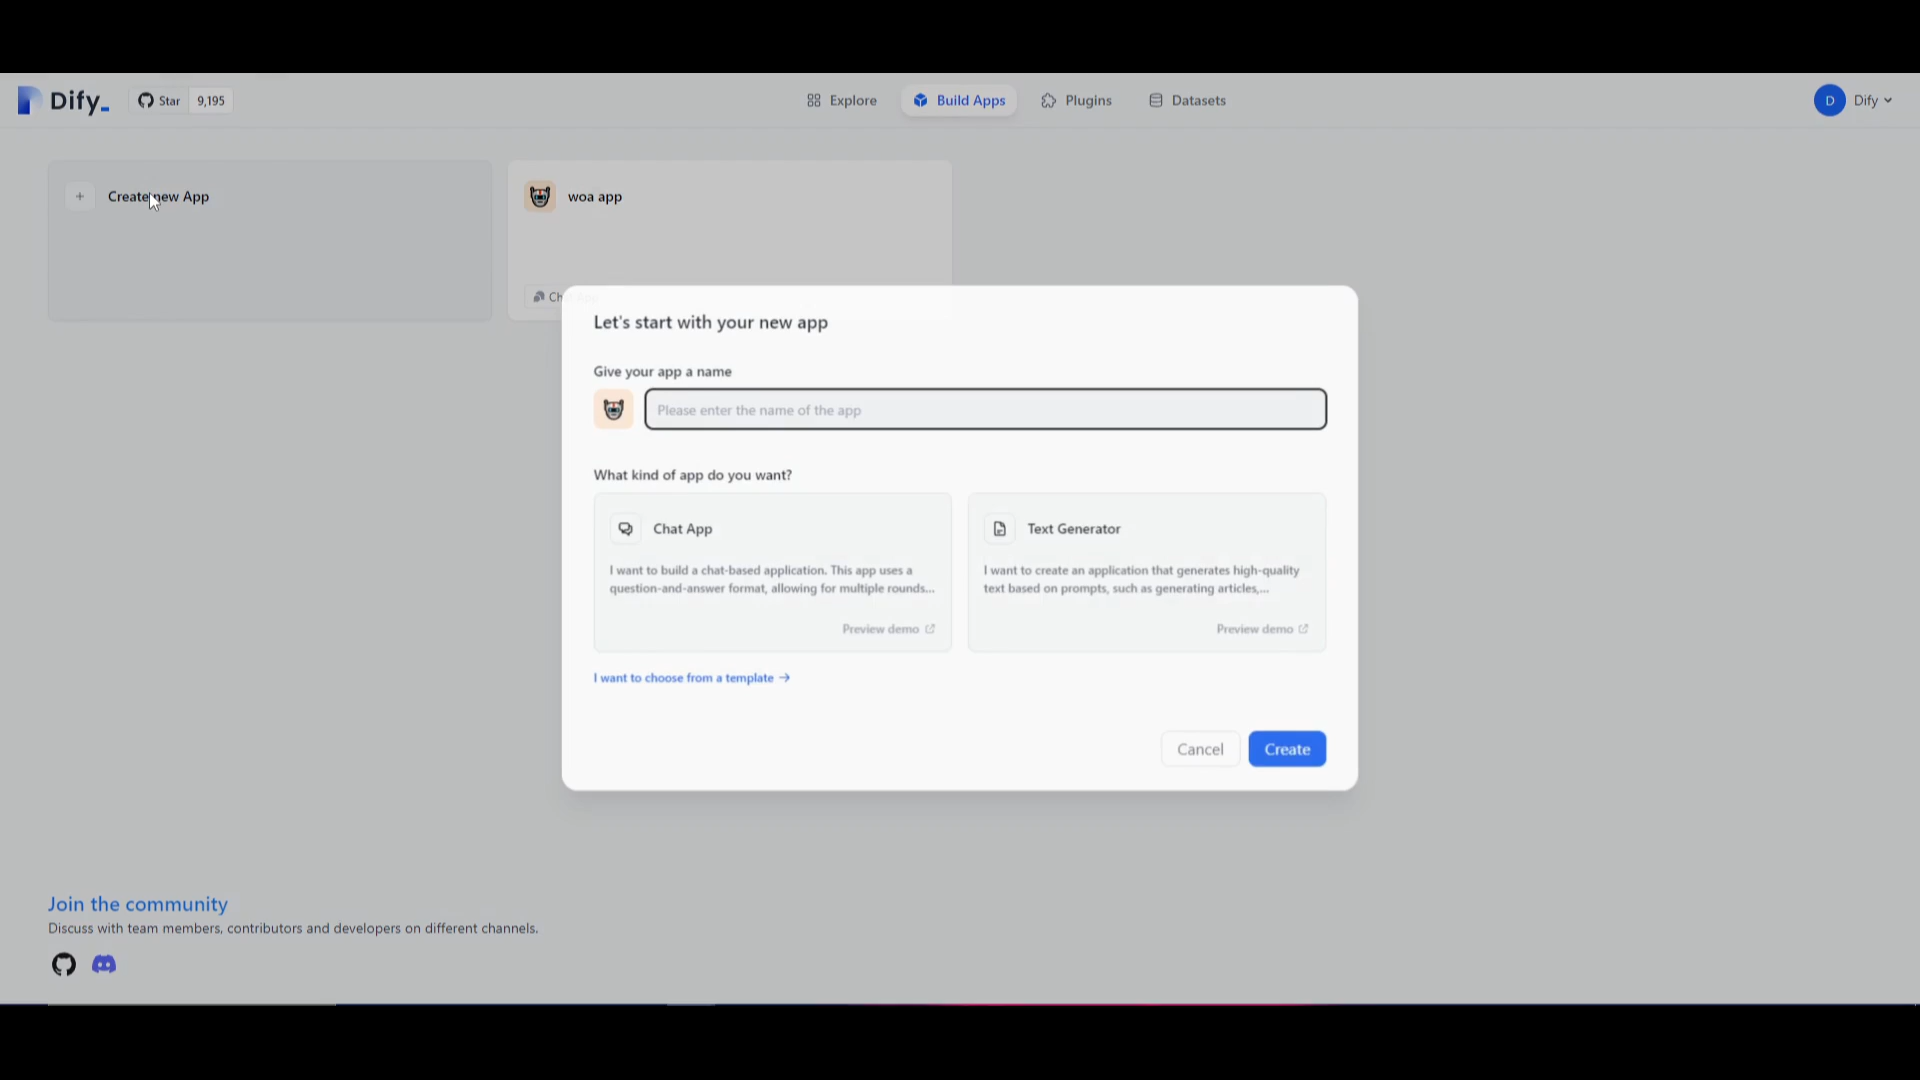 Dify_
Star 9,195
Explore
Build Apps
Plugins
Datasets
D Dify
+ Create new App
woa app
Let's start with your new app
Give your app a name
Please enter the name of the app
What kind of app do you want?
Chat App
I want to build a chat-based application. This app uses a
question-and-answer format, allowing for multiple rounds...
Preview demo
Text Generator
I want to create an application that generates high-quality
text based on prompts, such as generating articles,...
Preview demo
I want to choose from a template →
Cancel
Create
Join the community
Discuss with team members, contributors and developers on different channels.